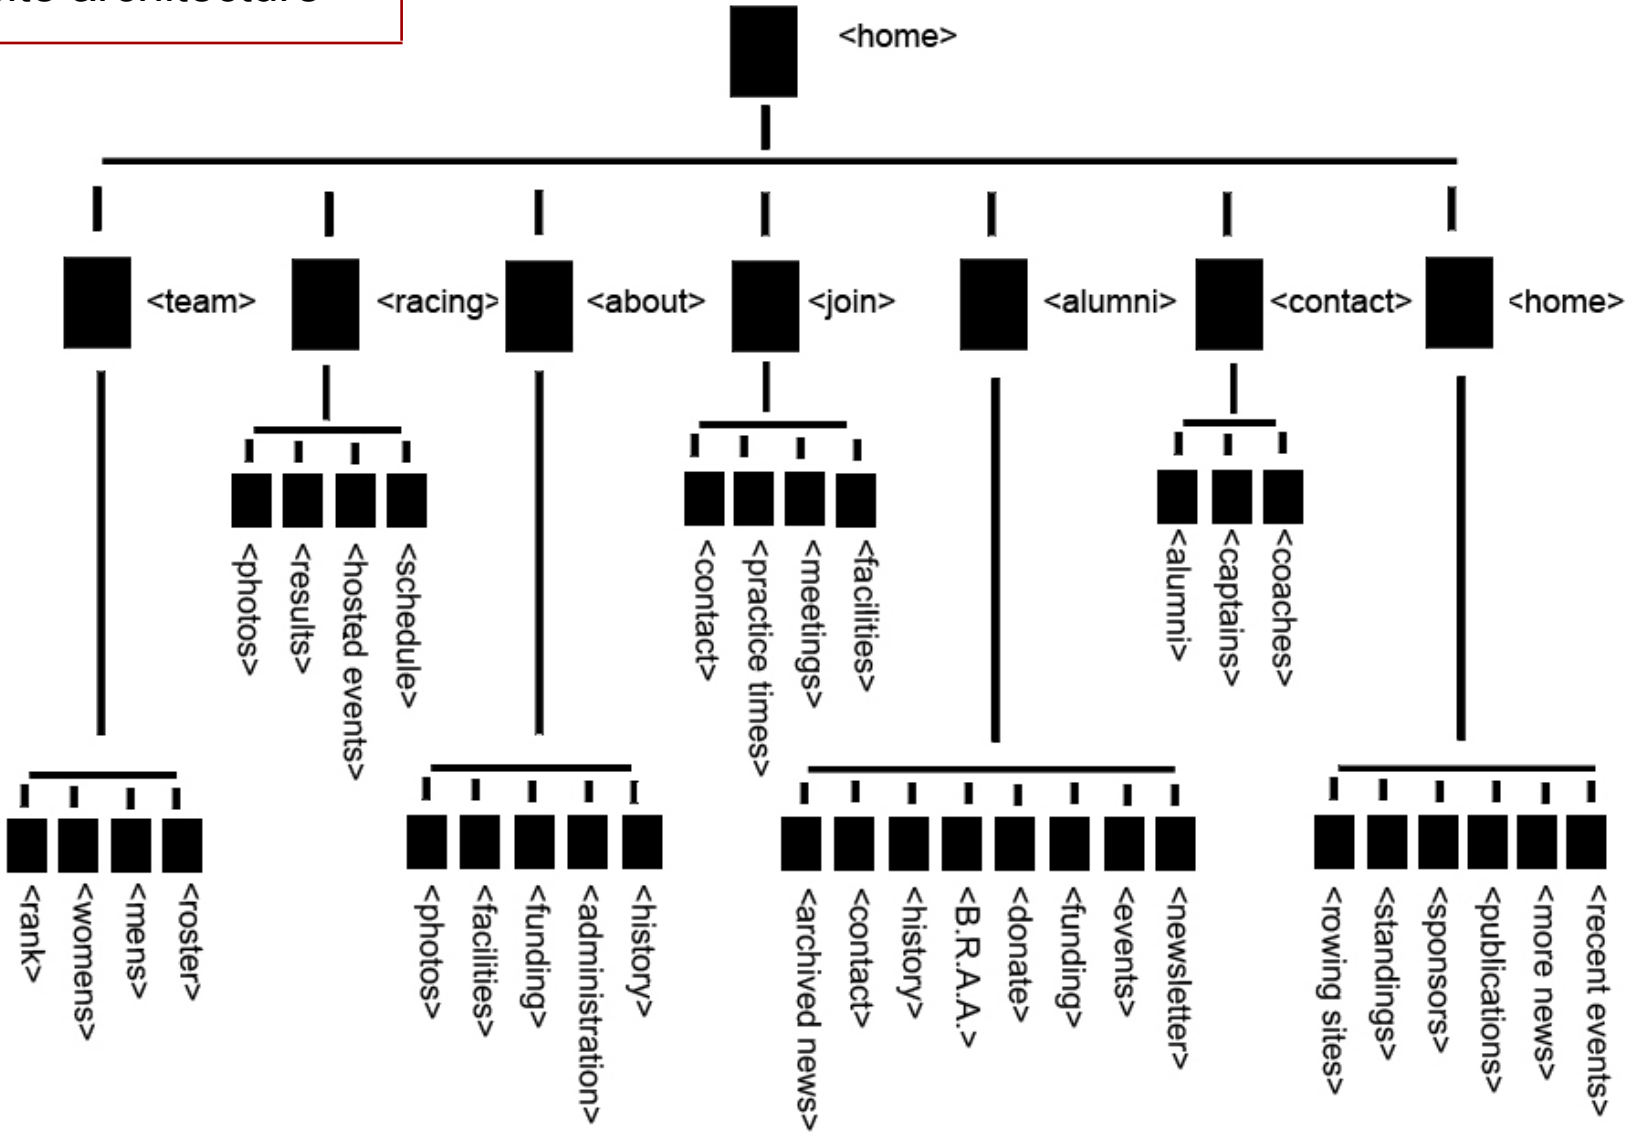 architecture
<home>
<team>
<racing>
<about>
<join>
<alumni>
<contact>
<home>
<photos>
<results>
<hosted events>
<schedule>
<contact>
<practice times>
<meetings>
<facilities>
<alumni>
<captains>
<coaches>
<rank>
<womens>
<mens>
<roster>
<photos>
<facilities>
<funding>
<administration>
<history>
<archived news>
<contact>
<history>
<B.R.A.A.>
<donate>
<funding>
<events>
<newsletter>
<rowing sites>
<standings>
<sponsors>
<publications>
<more news>
<recent events>